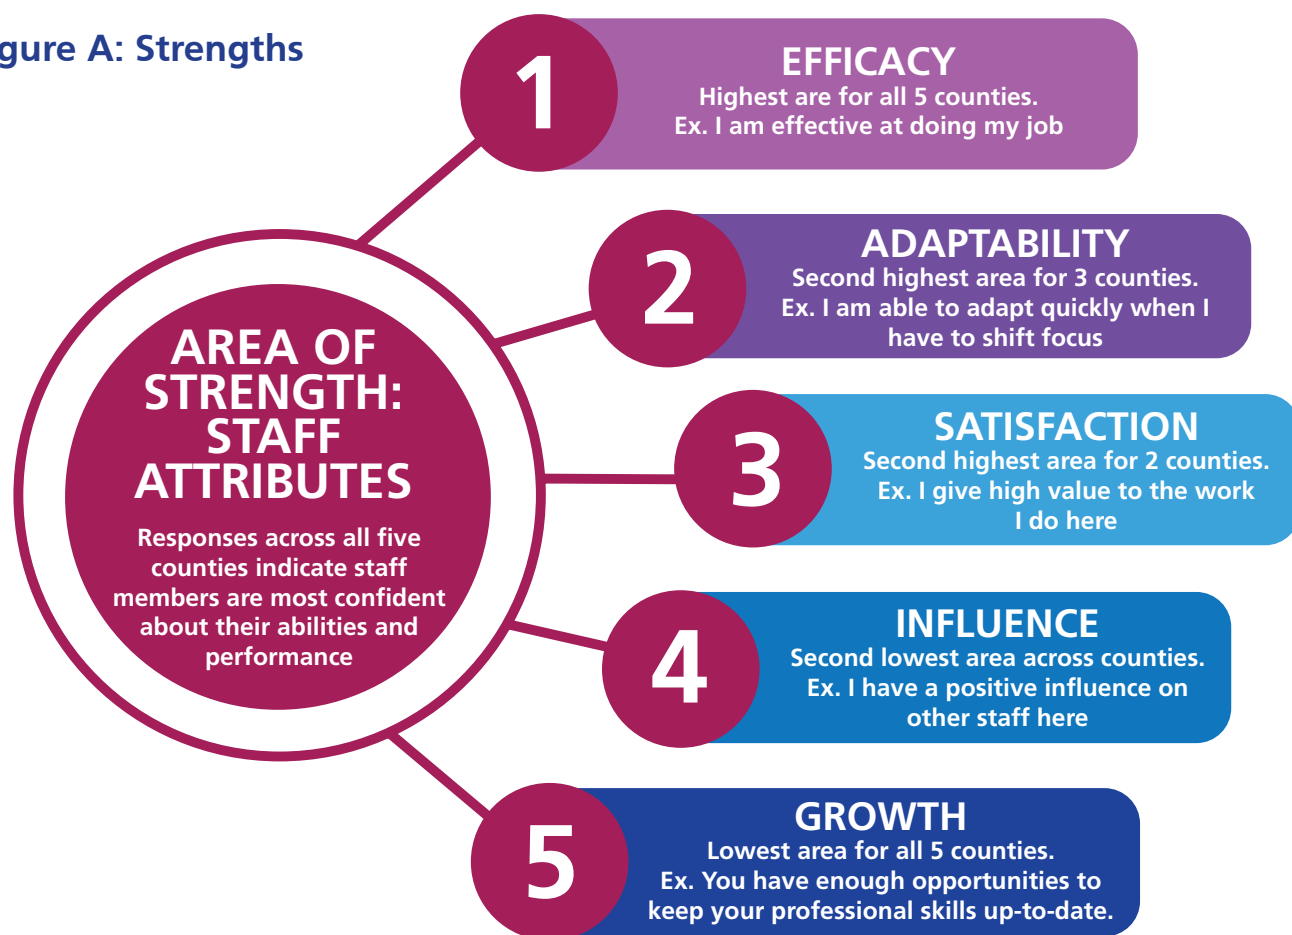 gure A: Strengths
1
EFFICACY
Highest are for all 5 counties.
Ex. I am effective at doing my job
2
ADAPTABILITY
Second highest area for 3 counties.
Ex. I am able to adapt quickly when I
have to shift focus
AREA OF
STRENGTH:
STAFF
ATTRIBUTES
Responses across all five
counties indicate staff
members are most confident
about their abilities and
performance
3
SATISFACTION
Second highest area for 2 counties.
Ex. I give high value to the work
I do here
4
INFLUENCE
Second lowest area across counties.
Ex. I have a positive influence on
other staff here
5
GROWTH
Lowest area for all 5 counties.
Ex. You have enough opportunities to
keep your professional skills up-to-date.